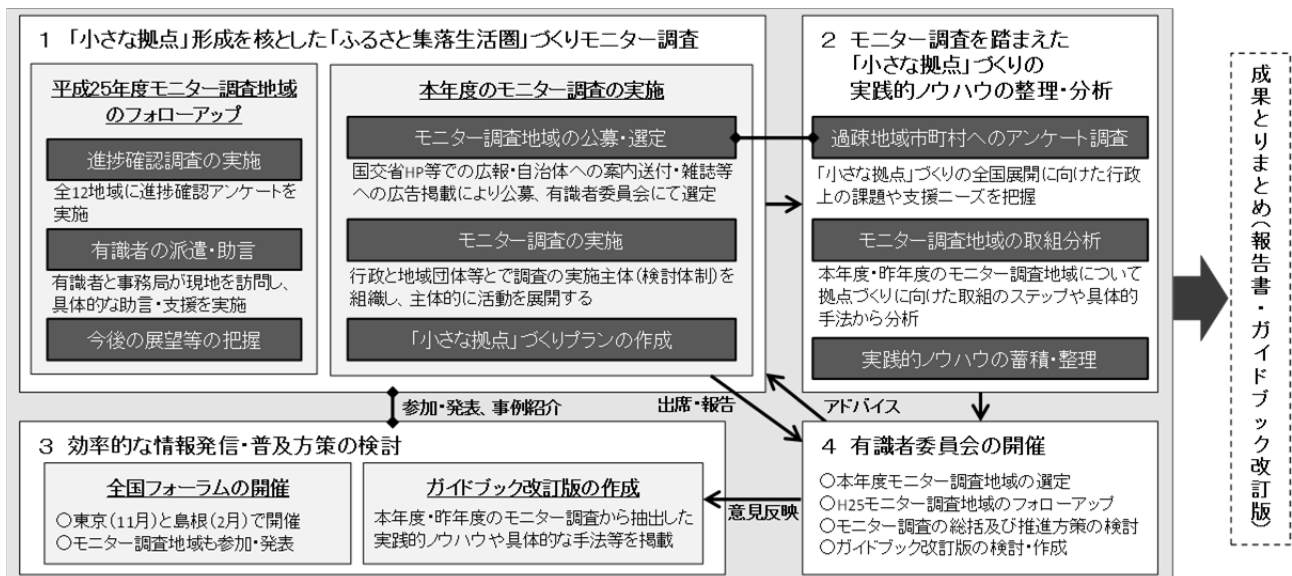 1 「小さな拠点」形成を核とした「ふるさと集落生活圏」づくりモニター調査
平成25年度モニター調査地域
のフォローアップ
進捗確認調査の実施
全12地域に進捗確認アンケートを
実施
有識者の派遣・助言
有識者と事務局が現地を訪問し、
具体的な助言・支援を実施
今後の展望等の把握
本年度のモニター調査の実施
モニター調査地域の公募・選定
国交省HP等での広報・自治体への案内送付・雑誌等
への広告掲載により公募、有識者委員会にて選定
モニター調査の実施
行政と地域団体等とで調査の実施主体(検討体制)を
組織し、主体的に活動を展開する
「小さな拠点」づくりプランの作成
2 モニター調査を踏まえた
「小さな拠点」づくりの
実践的ノウハウの整理・分析
過疎地域市町村へのアンケート調査
「小さな拠点」づくりの全国展開に向けた行政
上の課題や支援ニーズを把握
モニター調査地域の取組分析
本年度・昨年度のモニター調査地域について
拠点づくりに向けた取組のステップや具体的
手法から分析
実践的ノウハウの蓄積・整理
参加・発表、事例紹介
出席・報告
アドバイス
3 効率的な情報発信・普及方策の検討
全国フォーラムの開催
○東京(11月)と島根(2月)で開催
○モニター調査地域も参加・発表
ガイドブック改訂版の作成
本年度・昨年度のモニター調査から抽出した
実践的ノウハウや具体的な手法等を掲載
意見反映
4 有識者委員会の開催
○本年度モニター調査地域の選定
○H25モニター調査地域のフォローアップ
○モニター調査の総括及び推進方策の検討
○ガイドブック改訂版の検討・作成
成果とりまとめ(報告書・ガイドブック改訂版)